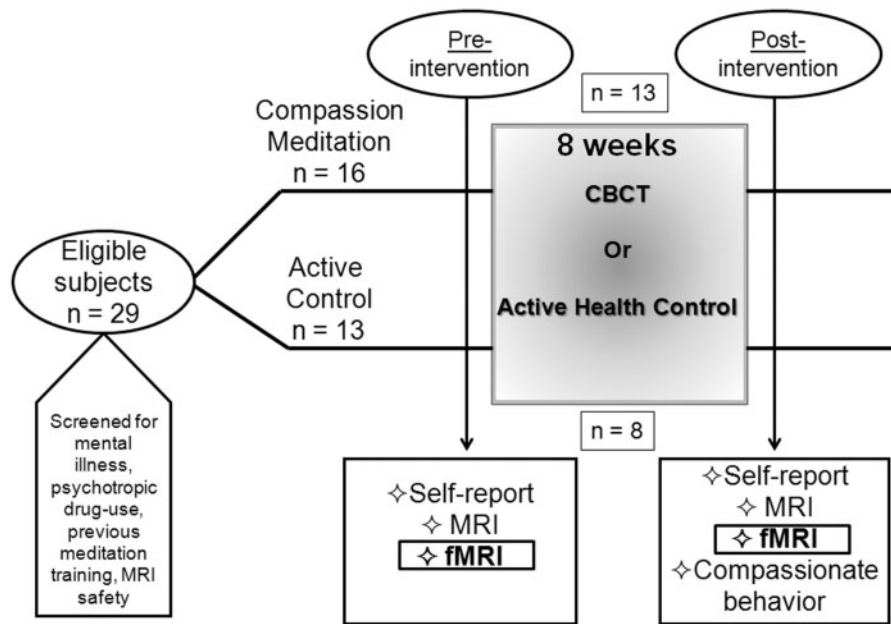 Pre-
intervention
Post-
intervention
n = 13
Compassion
Meditation
n = 16
8 weeks
CBCT
Or
Active Health Control
Eligible
subjects
n = 29
Active
Control
n = 13
n = 8
Screened for
mental
illness,
psychotropic
drug-use,
previous
meditation
training, MRI
safety
✧Self-report
✧ MRI
✧ fMRI
✧Self-report
✧ MRI
✧ fMRI
✧Compassionate
behavior